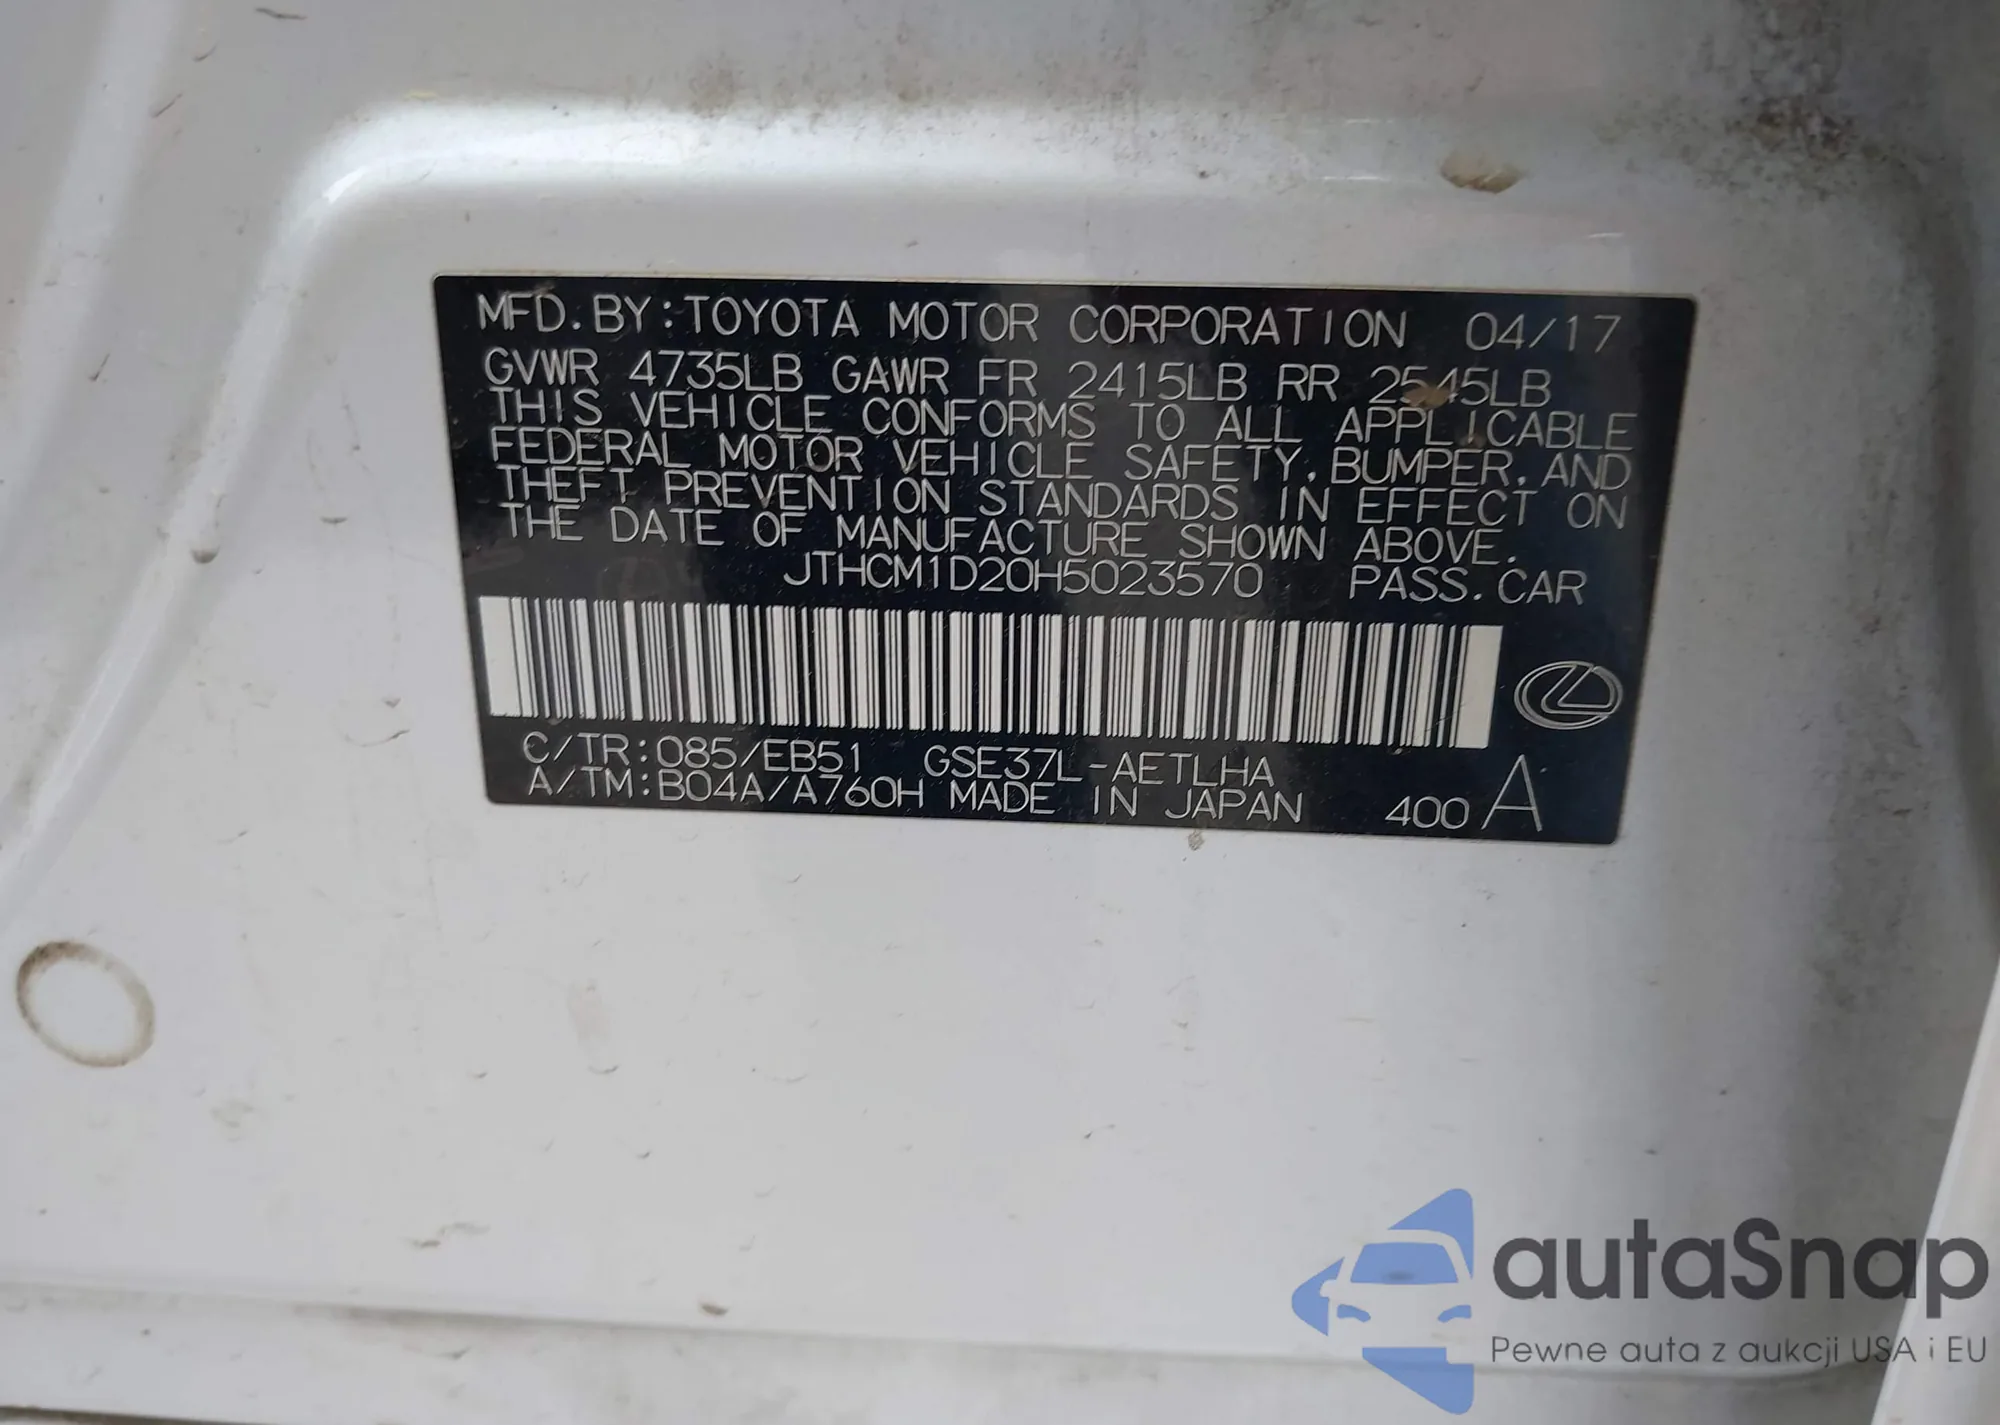 MFD. BY: TOYOTA MOTOR CORPORATION 04/17
GVWR 4735LB GAWR FR 2415LB RR 2545LB
THIS VEHICLE CONFORMS TO ALL APPLICABLE
FEDERAL MOTOR VEHICLE SAFETY, BUMPER, AND
THEFT PREVENTION STANDARDS IN EFFECT ON
THE DATE OF MANUFACTURE SHOWN ABOVE.
JTHCM1D20H5023570 PASS. CAR
C/TR: 085/EB51 GSE37L-AETLHA
A/TM: B04A/A760H MADE IN JAPAN 400 A
autaSnap
Pewne auta z aukcji USA i EU